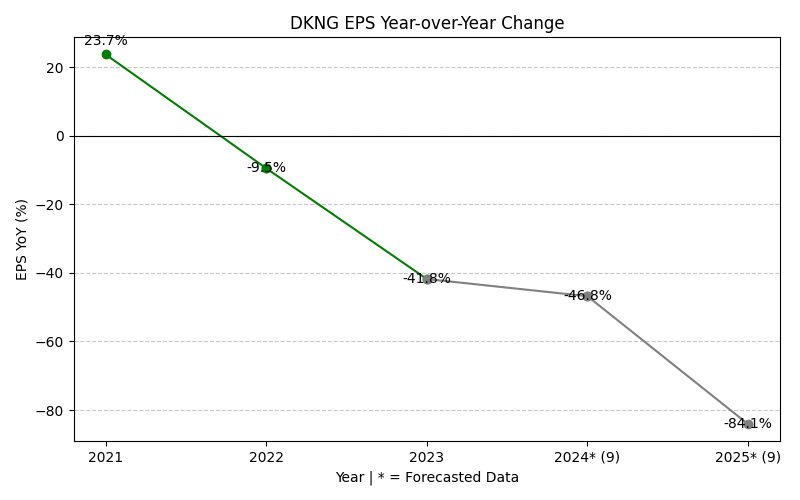 DKNG EPS Year-over-Year Change
23.7%
-9.5%
-41.8%
-46.8%
-84.1%
20
0
−20
−40
−60
−80
EPS YoY (%)
2021 2022 2023 2024* (9) 2025* (9)
Year | * = Forecasted Data